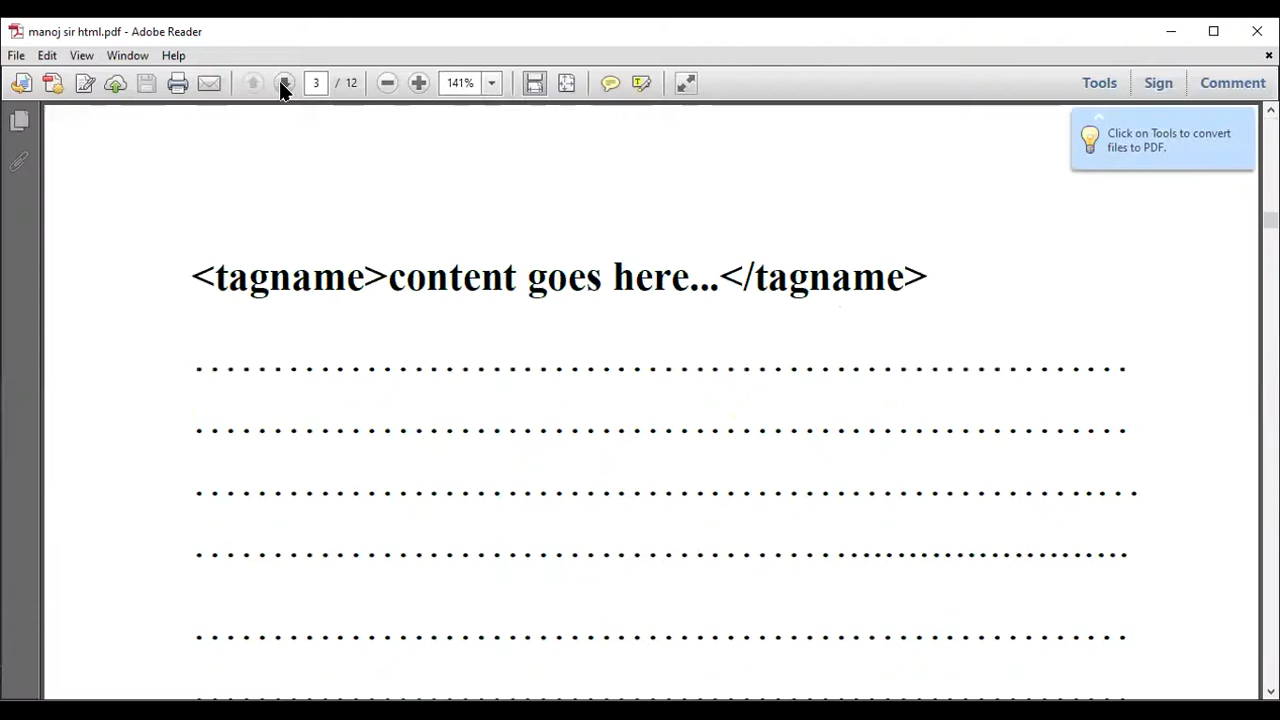 manoj sir html.pdf - Adobe Reader
File Edit View Window Help
3 / 12 141% Tools Sign Comment
Click on Tools to convert
files to PDF.
<tagname>content goes here...</tagname>